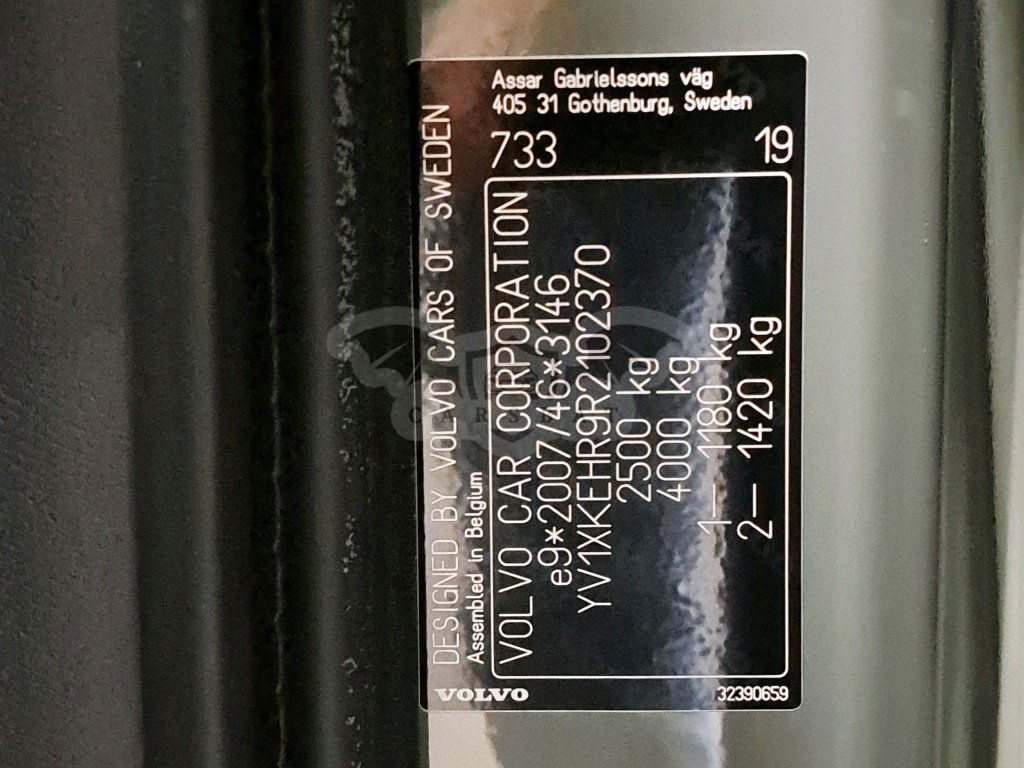 Assar Gabrielssons väg
405 31 Gothenburg, Sweden
733
19
DESIGNED BY VOLVO CARS OF SWEDEN
Assembled in Belgium
VOLVO CAR CORPORATION
e9*2007/46*3146
YV1XKEHR9R2102370
2500 kg
4000 kg
1– 1180 kg
2– 1420 kg
VOLVO
32390659